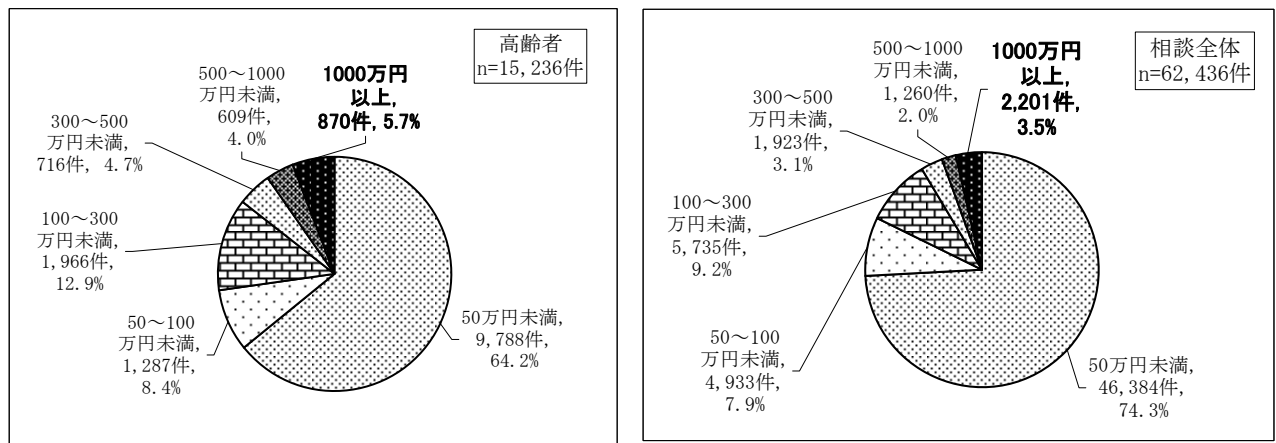 高齢者
n=15,236件
1000万円
以上,
870件, 5.7%
500～1000
万円未満,
609件,
4.0%
300～500
万円未満,
716件, 4.7%
100～300
万円未満,
1,966件,
12.9%
50～100
万円未満,
1,287件,
8.4%
50万円未満,
9,788件,
64.2%
相談全体
n=62,436件
1000万円
以上,
2,201件,
3.5%
500～1000
万円未満,
1,260件,
2.0%
300～500
万円未満,
1,923件,
3.1%
100～300
万円未満,
5,735件,
9.2%
50～100
万円未満,
4,933件,
7.9%
50万円未満,
46,384件,
74.3%